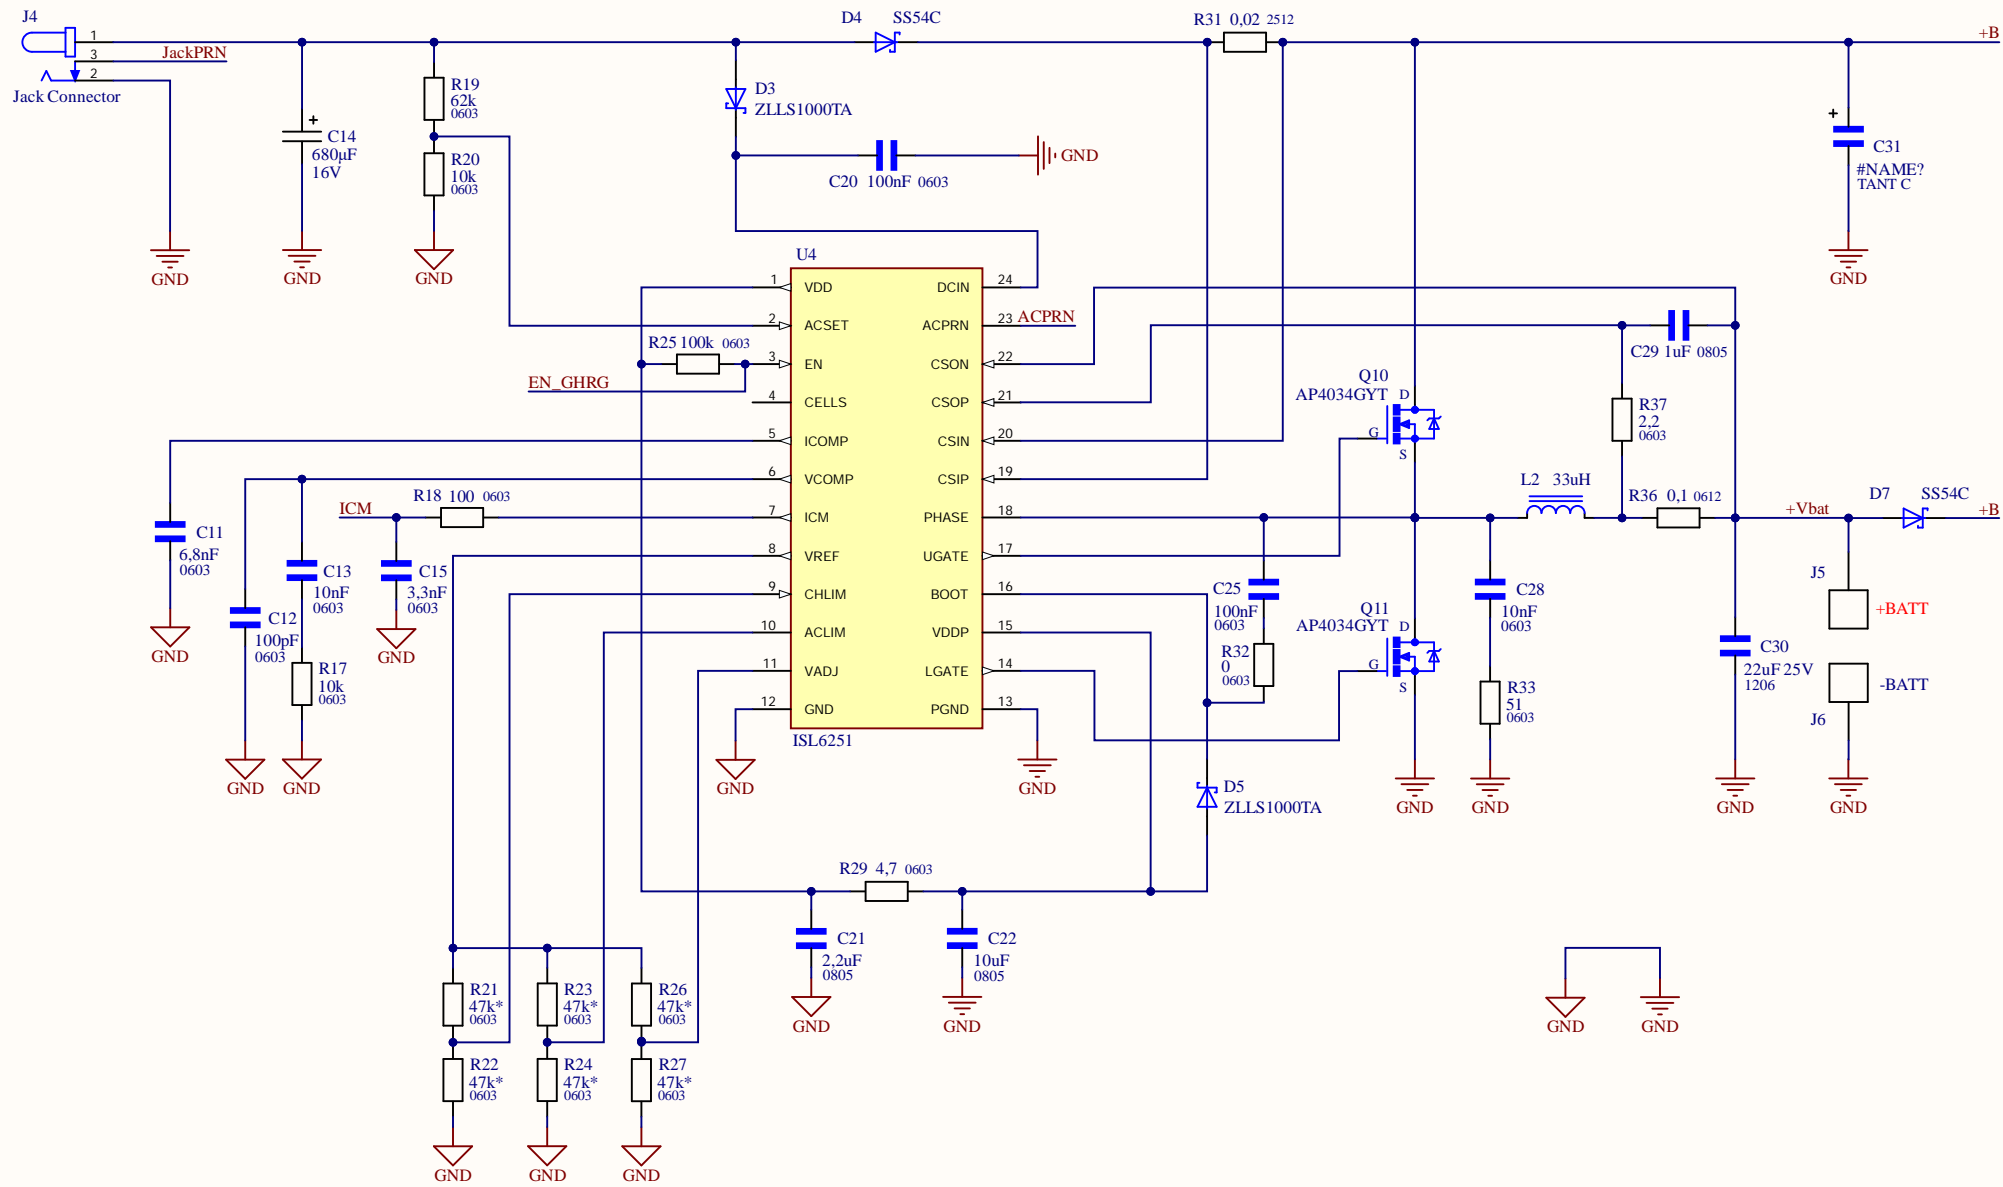 J4
1
3
2
JackPRN
Jack Connector
GND
C14
680µF
16V
GND
R19
62k
0603
R20
10k
0603
GND
D4 SS54C
D3
ZLLS1000TA
C20 100nF 0603
GND
R31 0,02 2512
+B
C31
#NAME?
TANT C
GND
U4
1 VDD
2 ACSET
3 EN
4 CELLS
5 ICOMP
6 VCOMP
7 ICM
8 VREF
9 CHLIM
10 ACLIM
11 VADJ
12 GND
DCIN 24
ACPRN 23
CSON 22
CSOP 21
CSIN 20
CSIP 19
PHASE 18
UGATE 17
BOOT 16
VDDP 15
LGATE 14
PGND 13
ISL6251
ACPRN
R25 100k 0603
EN_GHRG
ICM
R18 100 0603
C11
6,8nF
0603
GND
C12
100pF
0603
GND
C13
10nF
0603
R17
10k
0603
GND
C15
3,3nF
0603
GND
GND
GND
C29 1uF 0805
Q10
AP4034GYT
D
G
S
R37
2,2
0603
L2 33uH
R36 0,1 0612
+Vbat
D7 SS54C
+B
C25
100nF
0603
R32
0
0603
Q11
AP4034GYT
D
G
S
GND
C28
10nF
0603
R33
51
0603
GND
C30
22uF 25V
1206
GND
J5
+BATT
-BATT
J6
GND
D5
ZLLS1000TA
R29 4,7 0603
C21
2,2uF
0805
GND
C22
10uF
0805
GND
R21
47k*
0603
R22
47k*
0603
GND
R23
47k*
0603
R24
47k*
0603
GND
R26
47k*
0603
R27
47k*
0603
GND
GND
GND